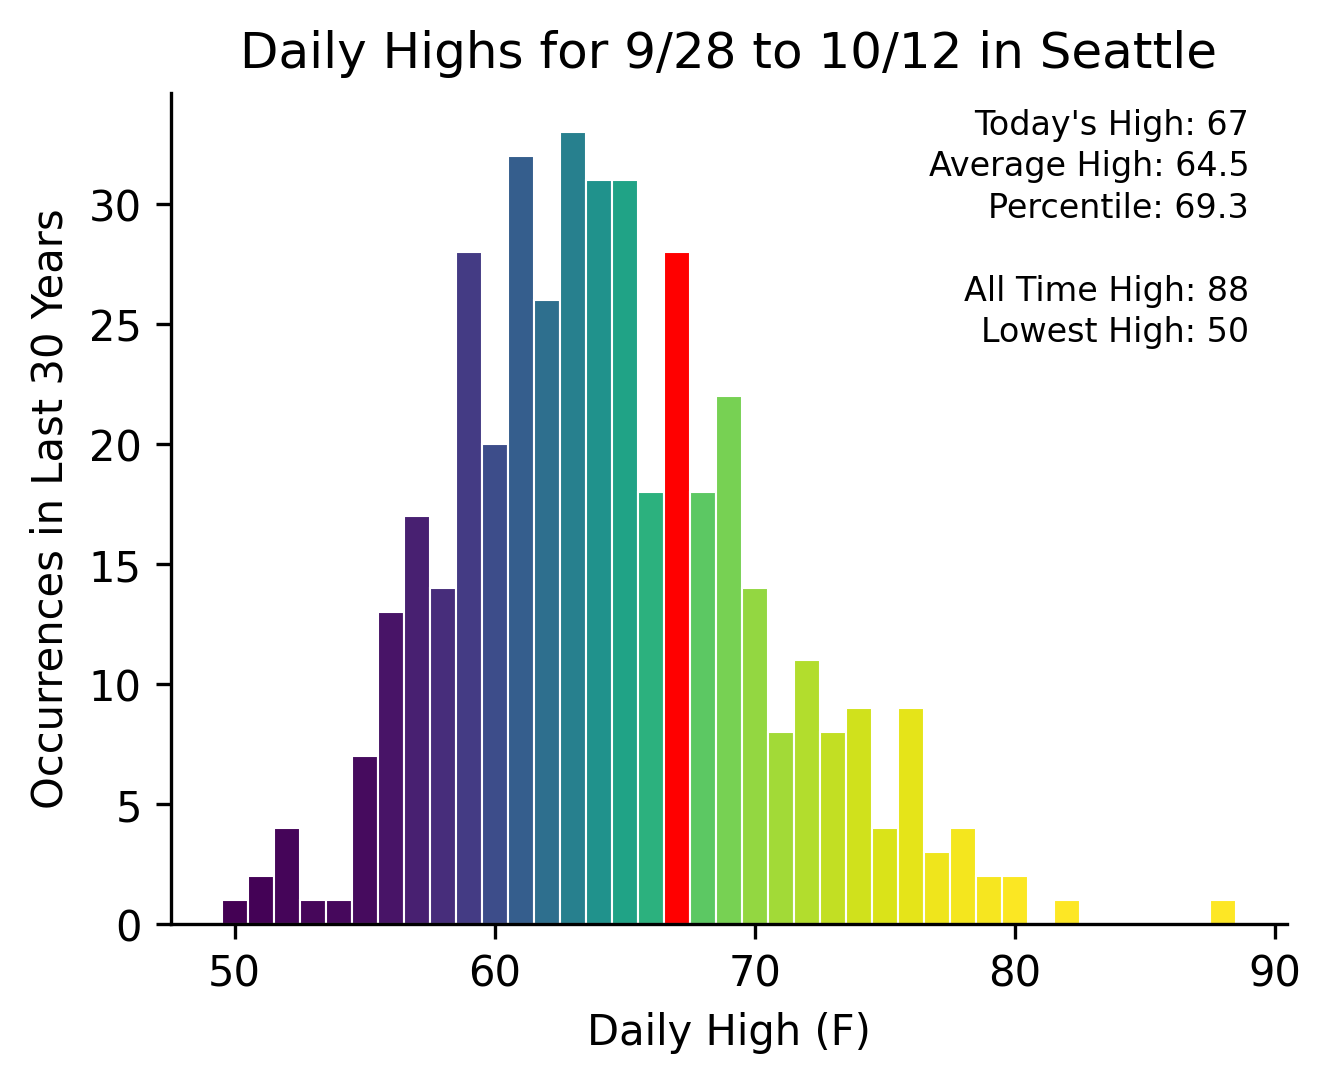 Daily Highs for 9/28 to 10/12 in Seattle
Today's High: 67
Average High: 64.5
Percentile: 69.3
All Time High: 88
Lowest High: 50
Occurrences in Last 30 Years
30
25
20
15
10
5
0
50 60 70 80 90
Daily High (F)